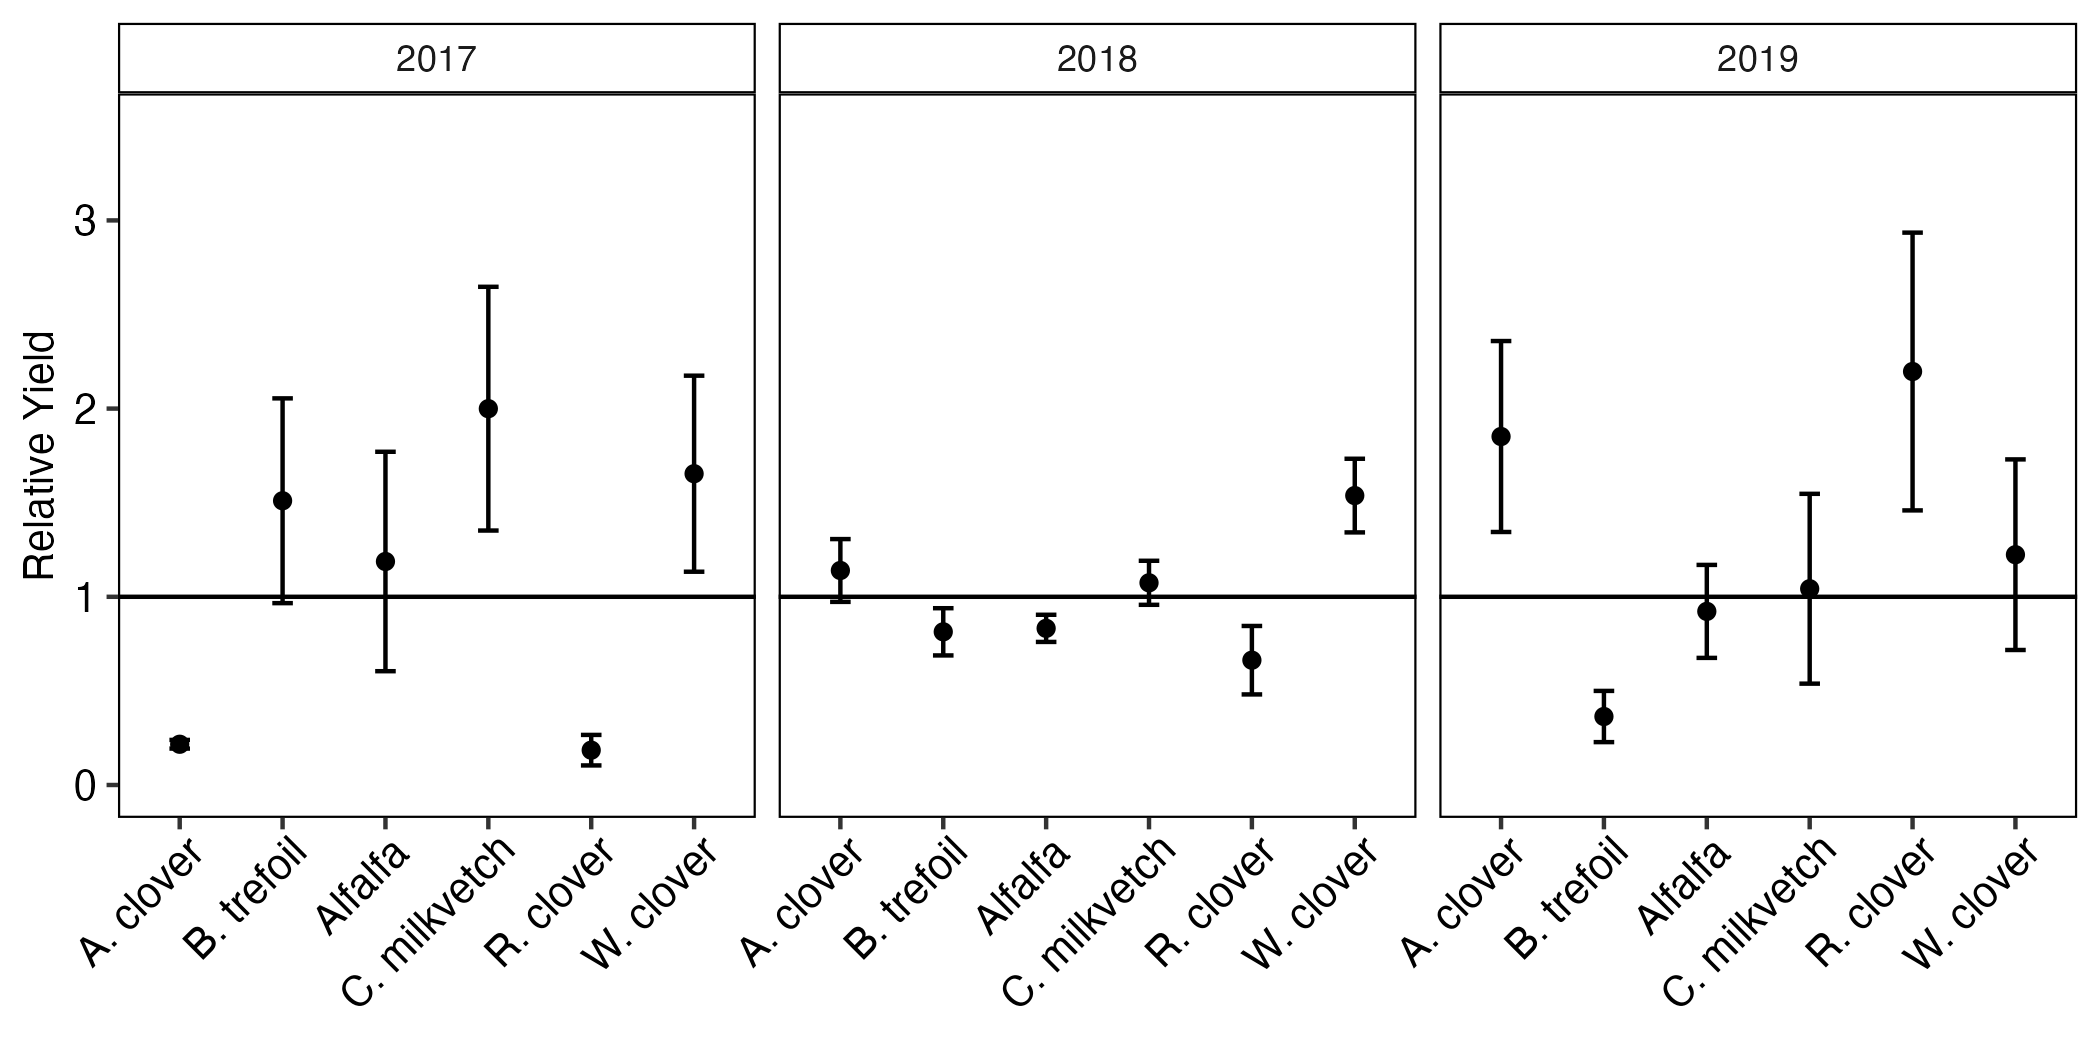 2017
2018
2019
Relative Yield
3
2
1
0
A. clover
B. trefoil
Alfalfa
C. milkvetch
R. clover
W. clover
A. clover
B. trefoil
Alfalfa
C. milkvetch
R. clover
W. clover
A. clover
B. trefoil
Alfalfa
C. milkvetch
R. clover
W. clover